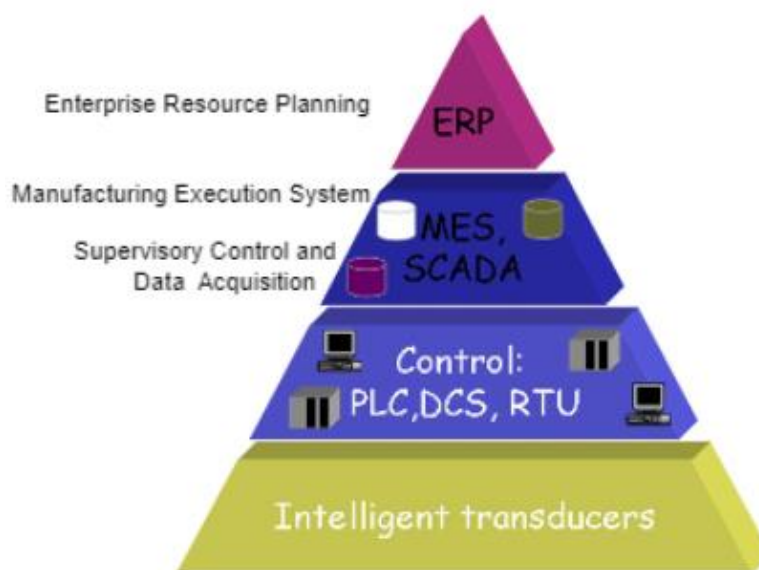 Enterprise Resource Planning
ERP
Manufacturing Execution System
MES,
Supervisory Control and
SCADA
Data Acquisition
Control:
PLC,DCS, RTU
Intelligent transducers